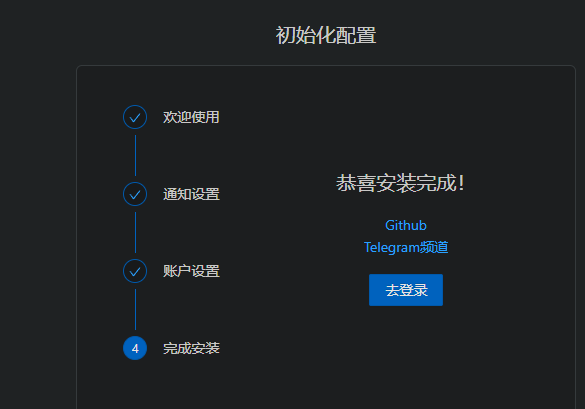 初始化配置
欢迎使用
通知设置
账户设置
4 完成安装
恭喜安装完成！
Github
Telegram频道
去登录